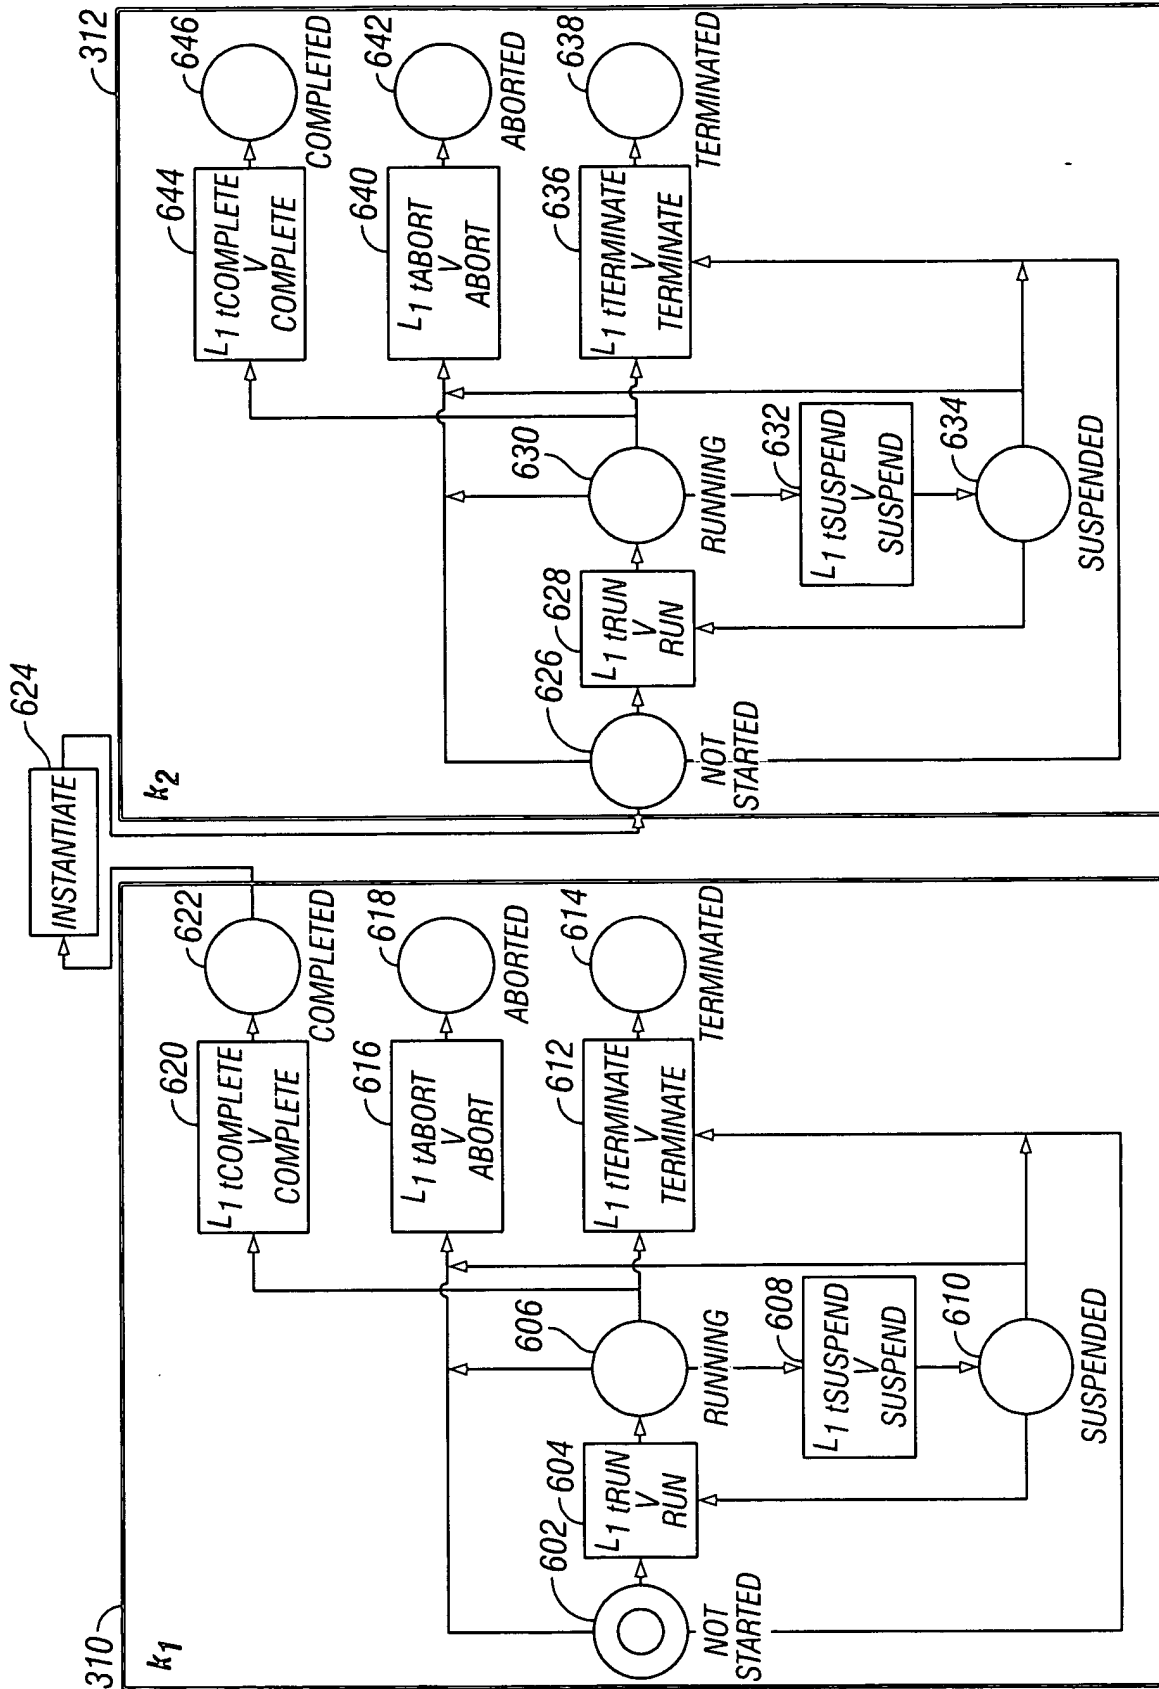 310
k1
602
NOT
STARTED
604
L1 tRUN
V
RUN
606
RUNNING
608
L1 tSUSPEND
V
SUSPEND
610
SUSPENDED
612
L1 tTERMINATE
V
TERMINATE
614
TERMINATED
616
L1 tABORT
V
ABORT
618
ABORTED
620
L1 tCOMPLETE
V
COMPLETE
622
COMPLETED
INSTANTIATE
624
312
k2
626
NOT
STARTED
628
L1 tRUN
V
RUN
630
RUNNING
632
L1 tSUSPEND
V
SUSPEND
634
SUSPENDED
636
L1 tTERMINATE
V
TERMINATE
638
TERMINATED
640
L1 tABORT
V
ABORT
642
ABORTED
644
L1 tCOMPLETE
V
COMPLETE
646
COMPLETED